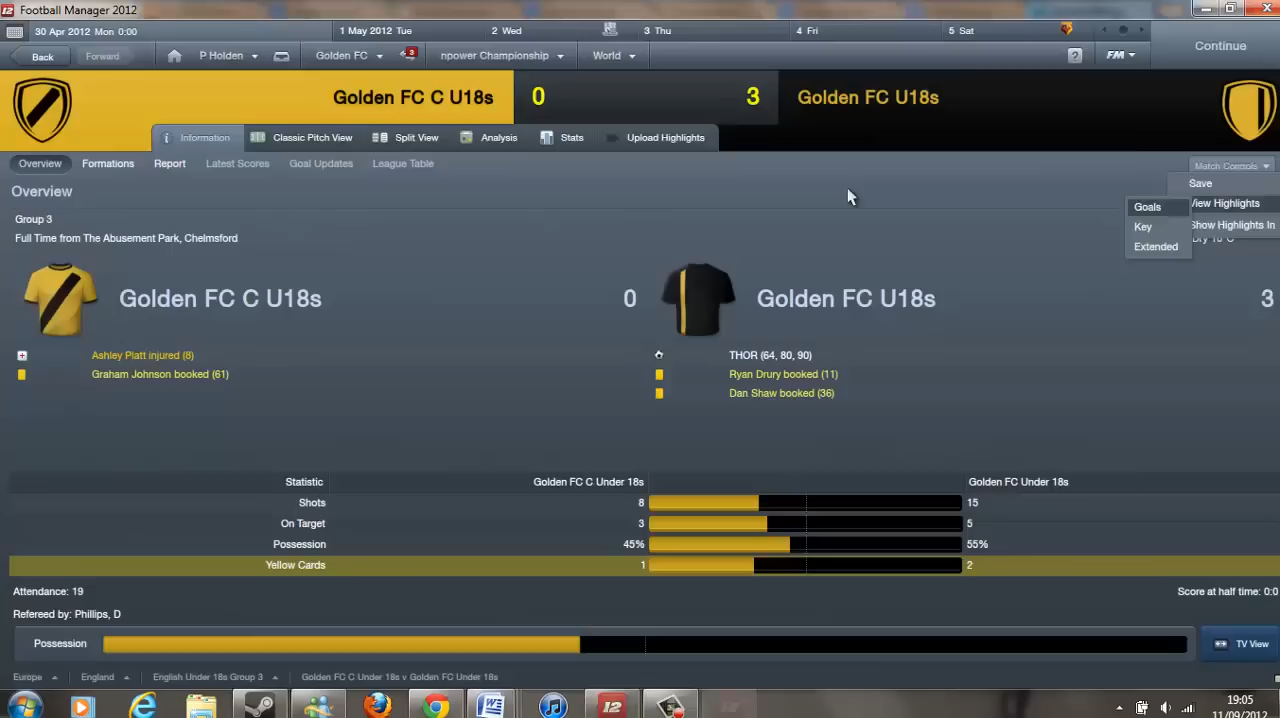 12 Football Manager 2012
30 Apr 2012 Mon 0:00 1 May 2012 Tue 2 Wed 3 Thu 4 Fri 5 Sat
Back Forward P Holden Golden FC 3 npower Championship World ? FM Continue
Golden FC C U18s 0 3 Golden FC U18s
i Information Classic Pitch View Split View Analysis Stats Upload Highlights
Overview Formations Report Latest Scores Goal Updates League Table Match Controls
Save
Overview
Goals View Highlights
Group 3
Key Show Highlights In
Full Time from The Abusement Park, Chelmsford
Extended
Golden FC C U18s 0 Golden FC U18s 3
Ashley Platt injured (8) THOR (64, 80, 90)
Graham Johnson booked (61) Ryan Drury booked (11)
Dan Shaw booked (36)
Statistic Golden FC C Under 18s Golden FC Under 18s
Shots 8 15
On Target 3 5
Possession 45% 55%
Yellow Cards 1 2
Attendance: 19 Score at half time: 0:0
Refereed by: Phillips, D
Possession TV View
Europe England English Under 18s Group 3 Golden FC C Under 18s v Golden FC Under 18s
12
19:05
11/09/2012